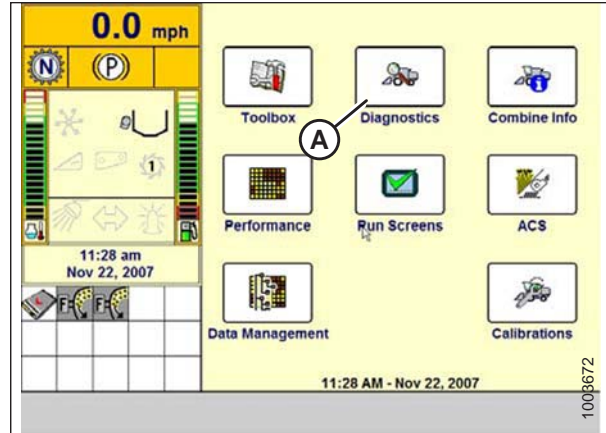 0.0 mph
N (P)
1
11:28 am
Nov 22, 2007
F F
Toolbox Diagnostics Combine Info
A
Performance Run Screens ACS
Data Management Calibrations
11:28 AM - Nov 22, 2007
1003672